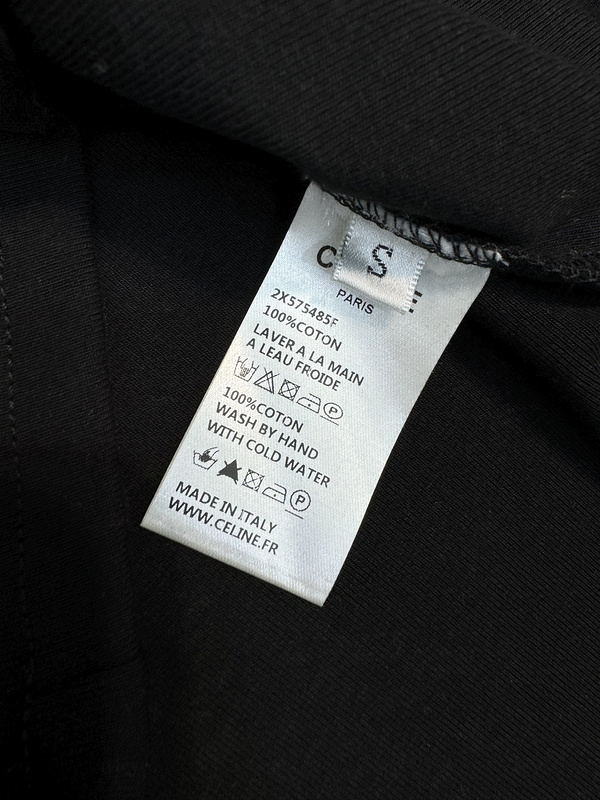 S
PARIS
2X575485F
100%COTON
LAVER A LA MAIN
A LEAU FROIDE
P
100%COTON
WASH BY HAND
WITH COLD WATER
P
MADE IN ITALY
WWW.CELINE.FR